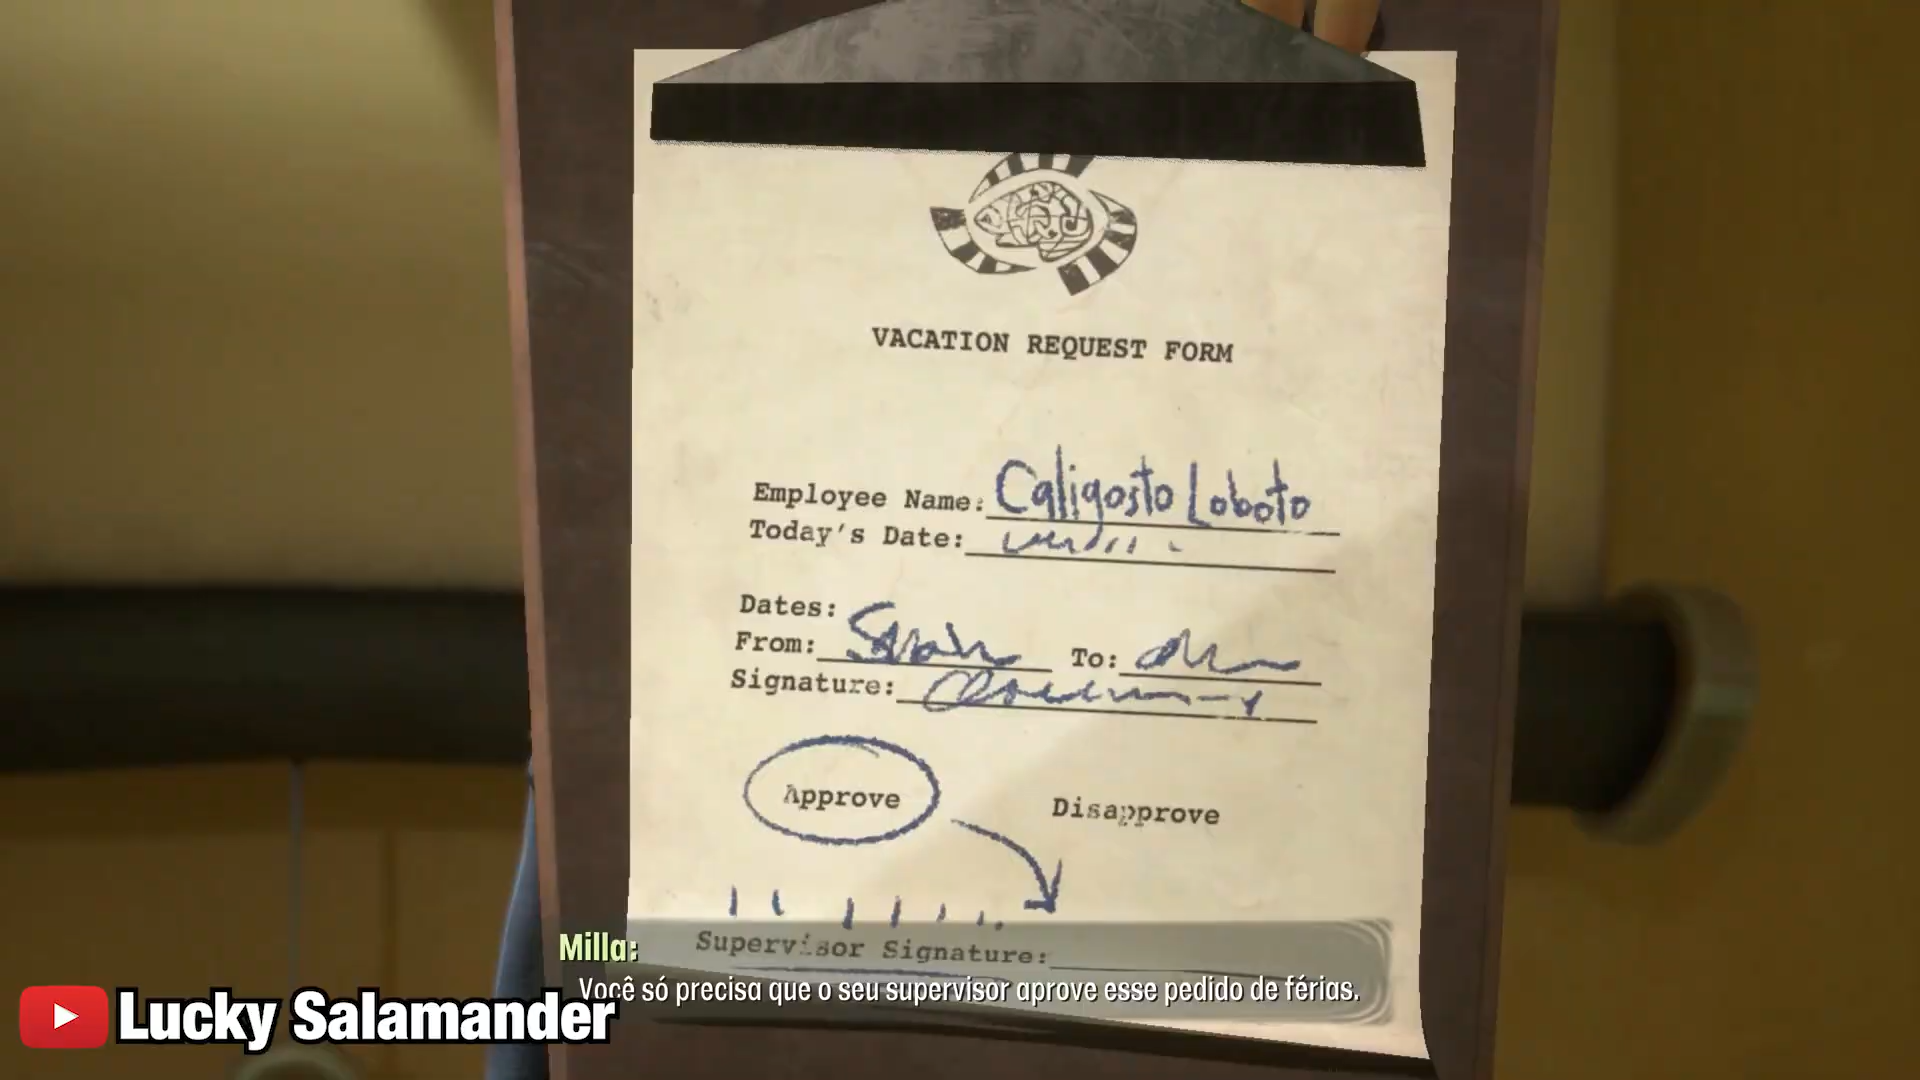 VACATION REQUEST FORM
Employee Name: Caligosto Loboto
Today's Date:
Dates:
From: To:
Signature:
Approve Disapprove
Supervisor Signature:
Milla:
Você só precisa que o seu supervisor aprove esse pedido de férias.
Lucky Salamander